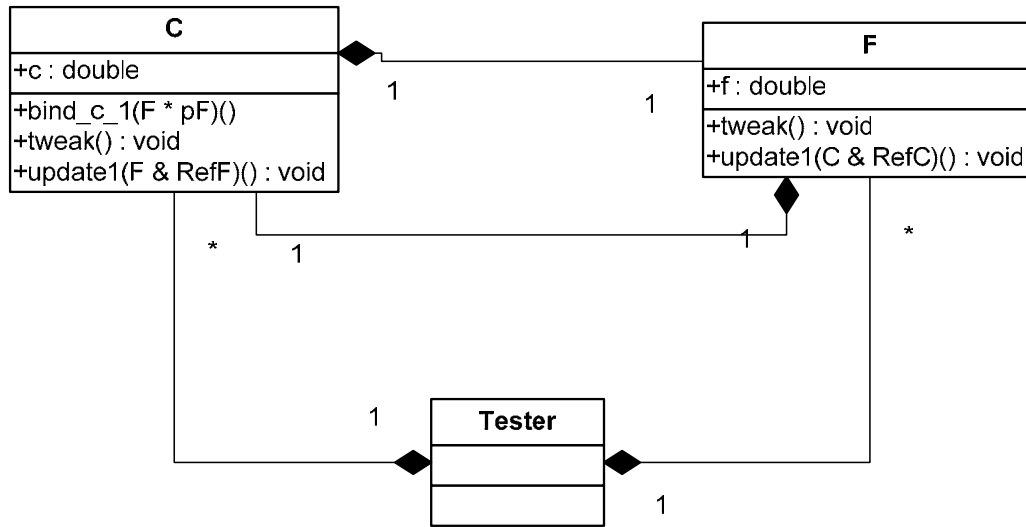 C
+c : double
+bind_c_1(F * pF)()
+tweak() : void
+update1(F & RefF)() : void
F
+f : double
+tweak() : void
+update1(C & RefC)() : void
1
1
*
1
1
*
1
Tester
1